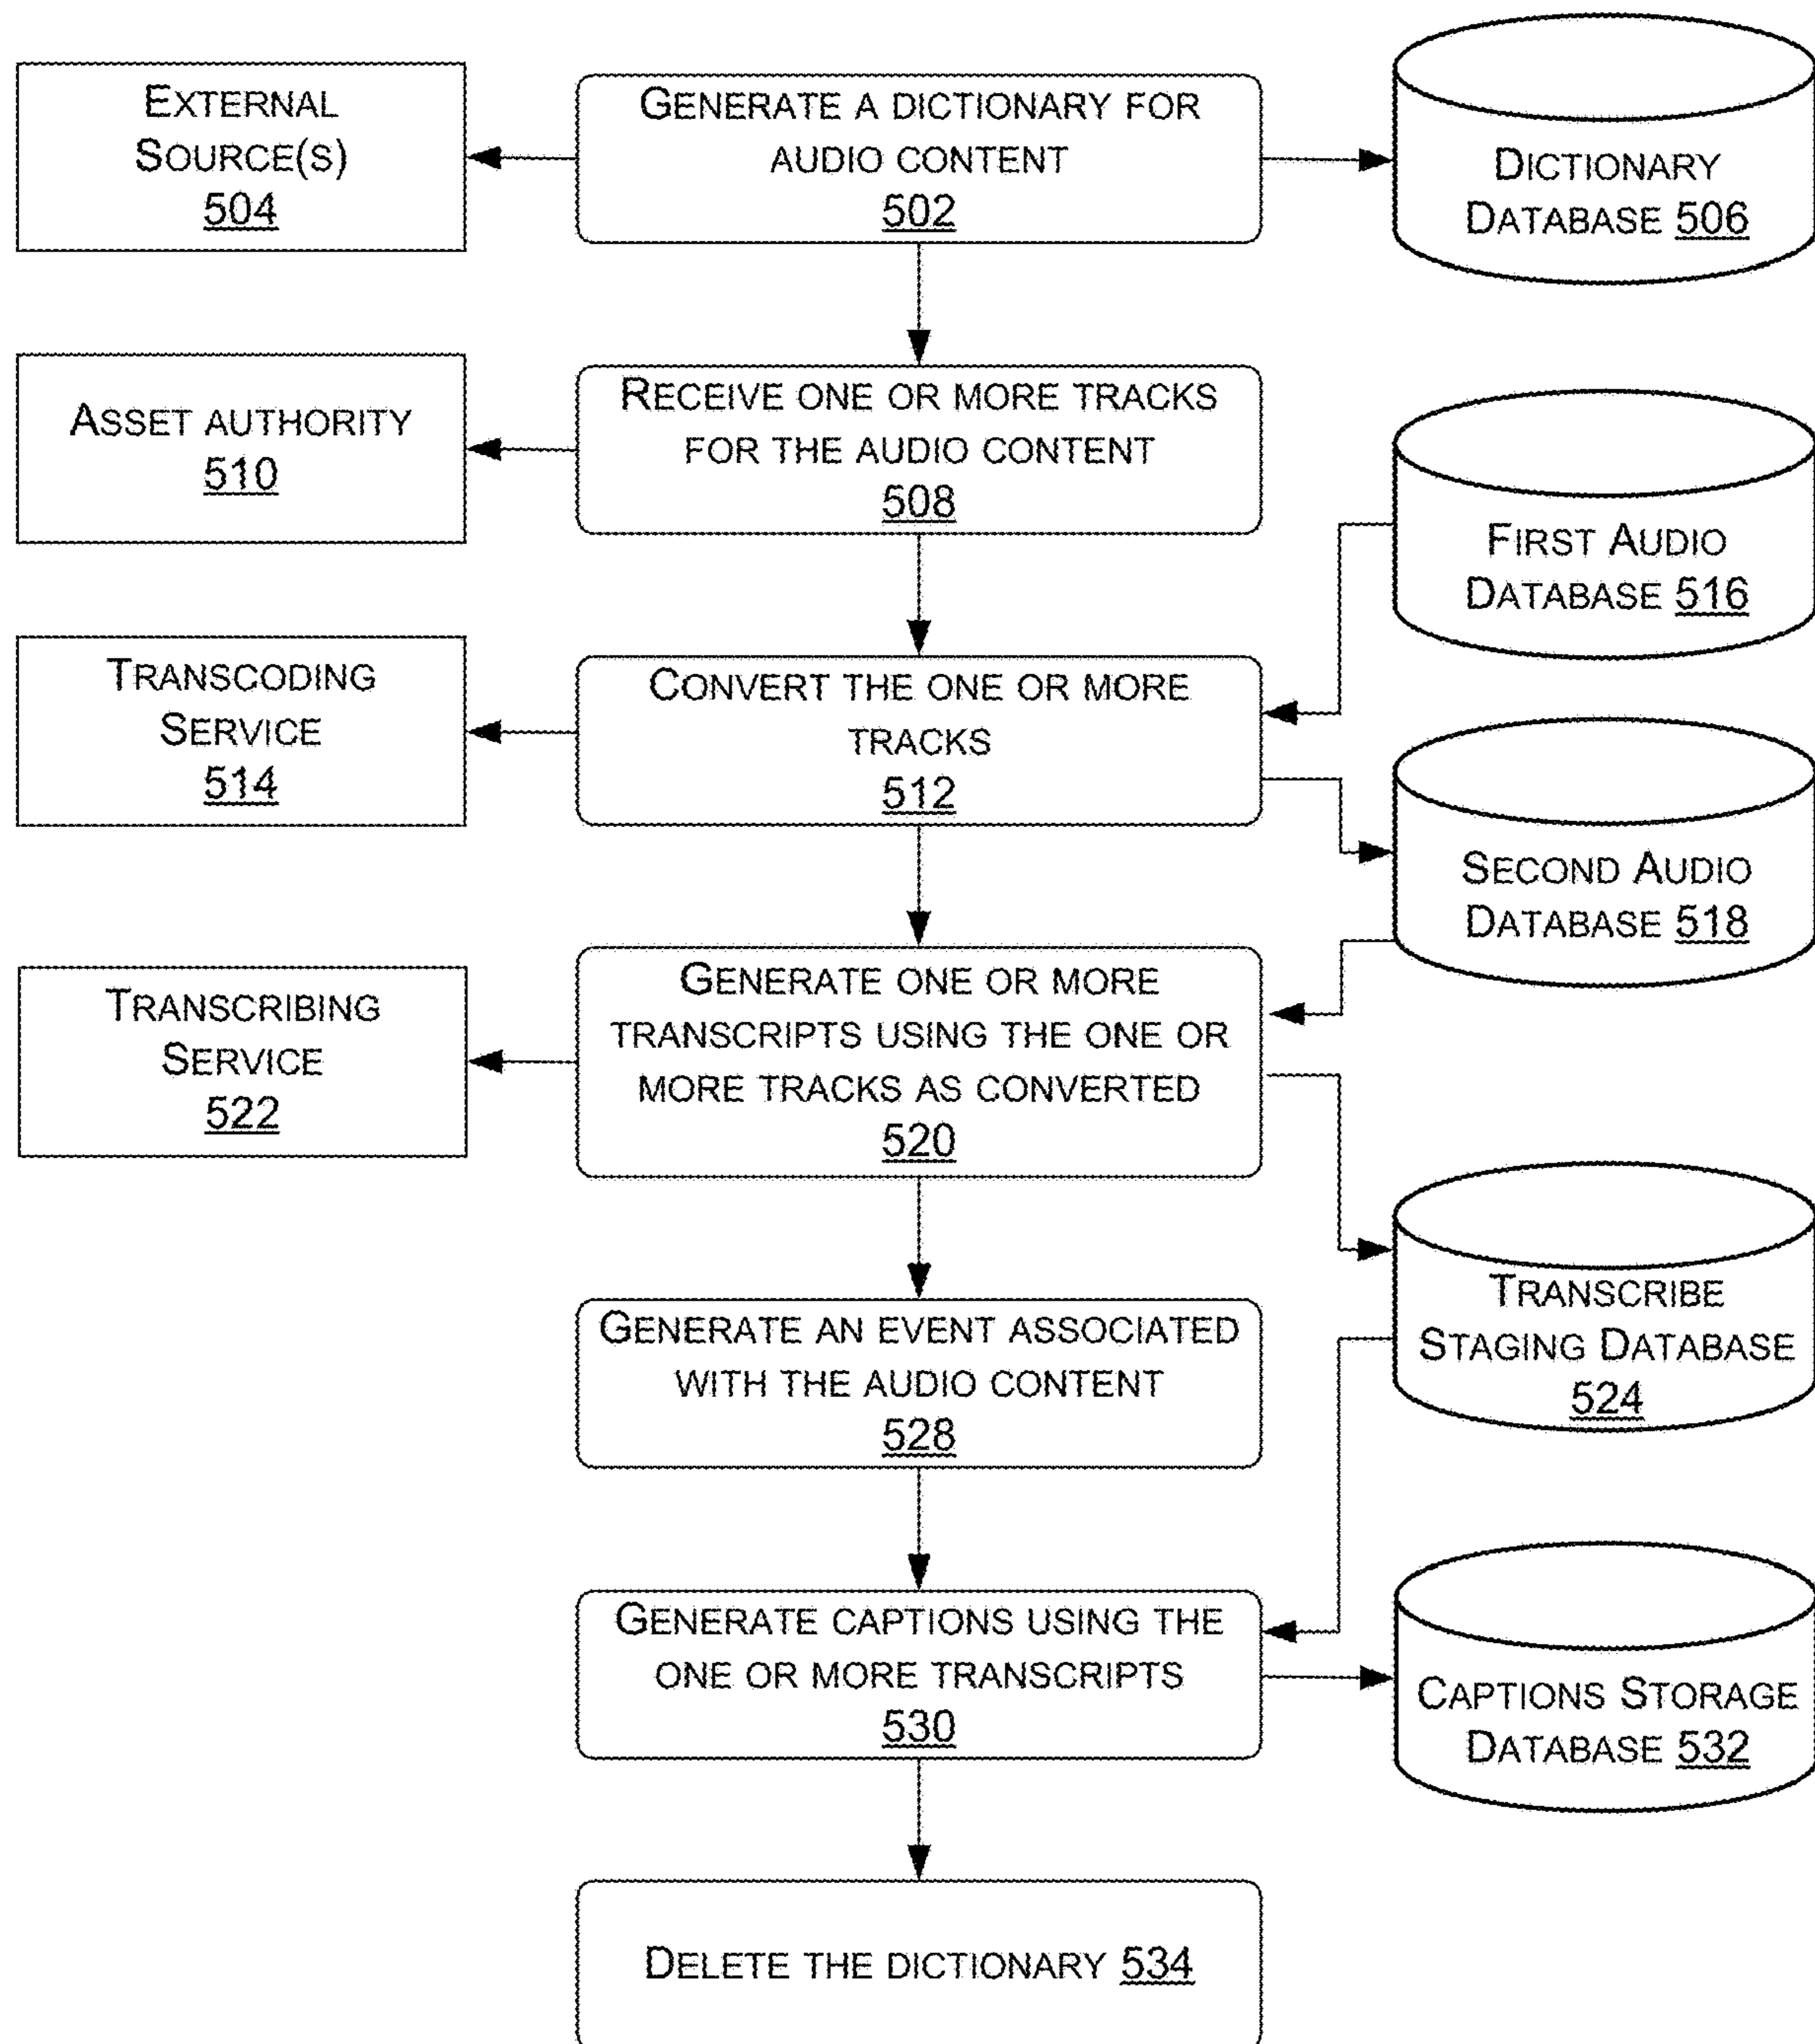 EXTERNAL
SOURCE(S)
504
GENERATE A DICTIONARY FOR
AUDIO CONTENT
502
DICTIONARY
DATABASE 506
ASSET AUTHORITY
510
RECEIVE ONE OR MORE TRACKS
FOR THE AUDIO CONTENT
508
FIRST AUDIO
DATABASE 516
TRANSCODING
SERVICE
514
CONVERT THE ONE OR MORE
TRACKS
512
SECOND AUDIO
DATABASE 518
TRANSCRIBING
SERVICE
522
GENERATE ONE OR MORE
TRANSCRIPTS USING THE ONE OR
MORE TRACKS AS CONVERTED
520
TRANSCRIBE
STAGING DATABASE
524
GENERATE AN EVENT ASSOCIATED
WITH THE AUDIO CONTENT
528
GENERATE CAPTIONS USING THE
ONE OR MORE TRANSCRIPTS
530
CAPTIONS STORAGE
DATABASE 532
DELETE THE DICTIONARY 534